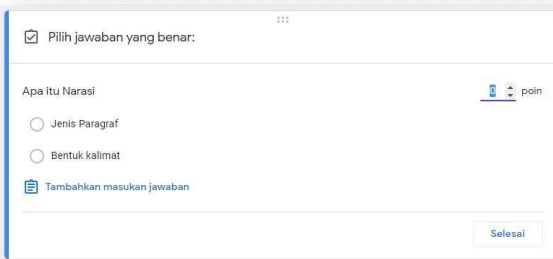 Pilih jawaban yang benar:
Apa itu Narasi
0 poin
Jenis Paragraf
Bentuk kalimat
Tambahkan masukan jawaban
Selesai